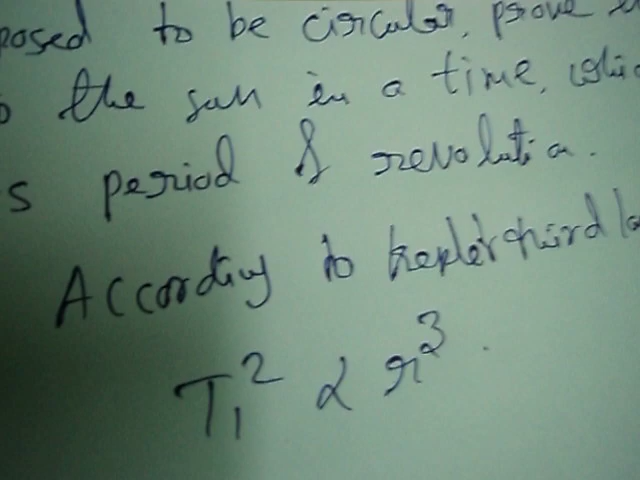 posed to be circular, prove
the sun in a time, whic
s period of revolution.
According to kepler third la
T₁² α r³.